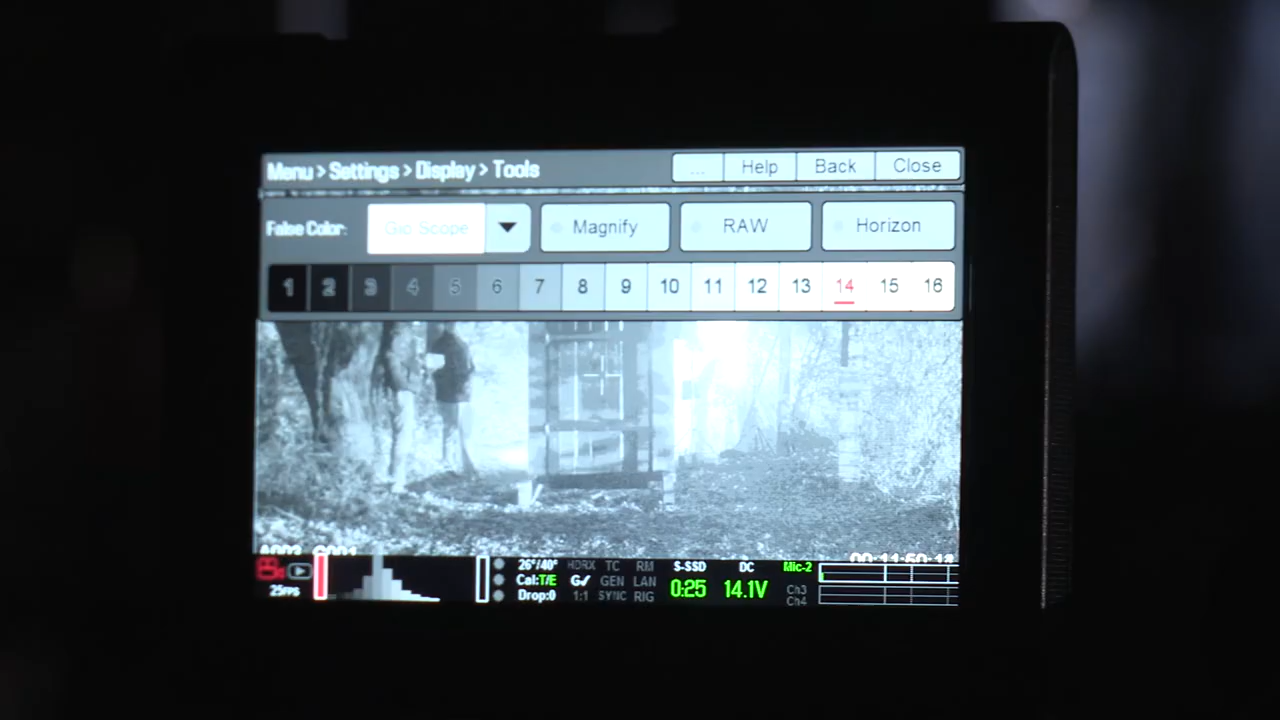 Menu > Settings > Display > Tools ... Help Back Close
False Color: Gio Scope Magnify RAW Horizon
1 2 3 4 5 6 7 8 9 10 11 12 13 14 15 16
25FPS
26°/40° HDRX TC RM S-SSD DC Mic-2
Cal:T/E G✓ GEN LAN 0:25 14.1V Ch3
Drop:0 1:1 SYNC RIG Ch4